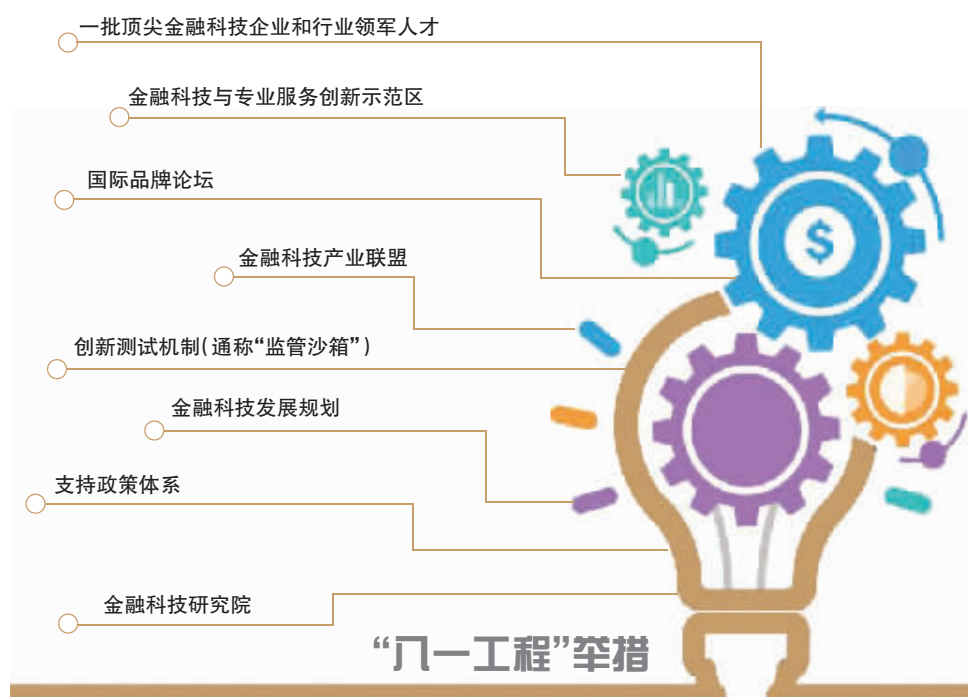 一批顶尖金融科技企业和行业领军人才
金融科技与专业服务创新示范区
国际品牌论坛
$
金融科技产业联盟
创新测试机制(通称“监管沙箱”)
金融科技发展规划
支持政策体系
金融科技研究院
“八一工程”举措